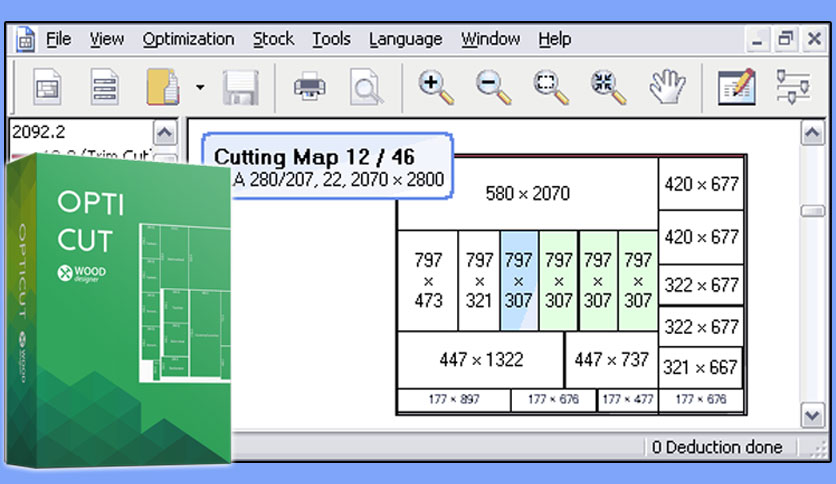 File View Optimization Stock Tools Language Window Help
2092.2
(Trim Cut)
Cutting Map 12 / 46
A 280/207, 22, 2070 × 2800
580 × 2070
420 × 677
420 × 677
797 × 473
797 × 321
797 × 307
797 × 307
797 × 307
797 × 307
322 × 677
322 × 677
447 × 1322
447 × 737
321 × 667
177 × 897
177 × 676
177 × 477
177 × 676
0 Deduction done
OPTI
CUT
WOOD
designer
OPTICUT
WOOD